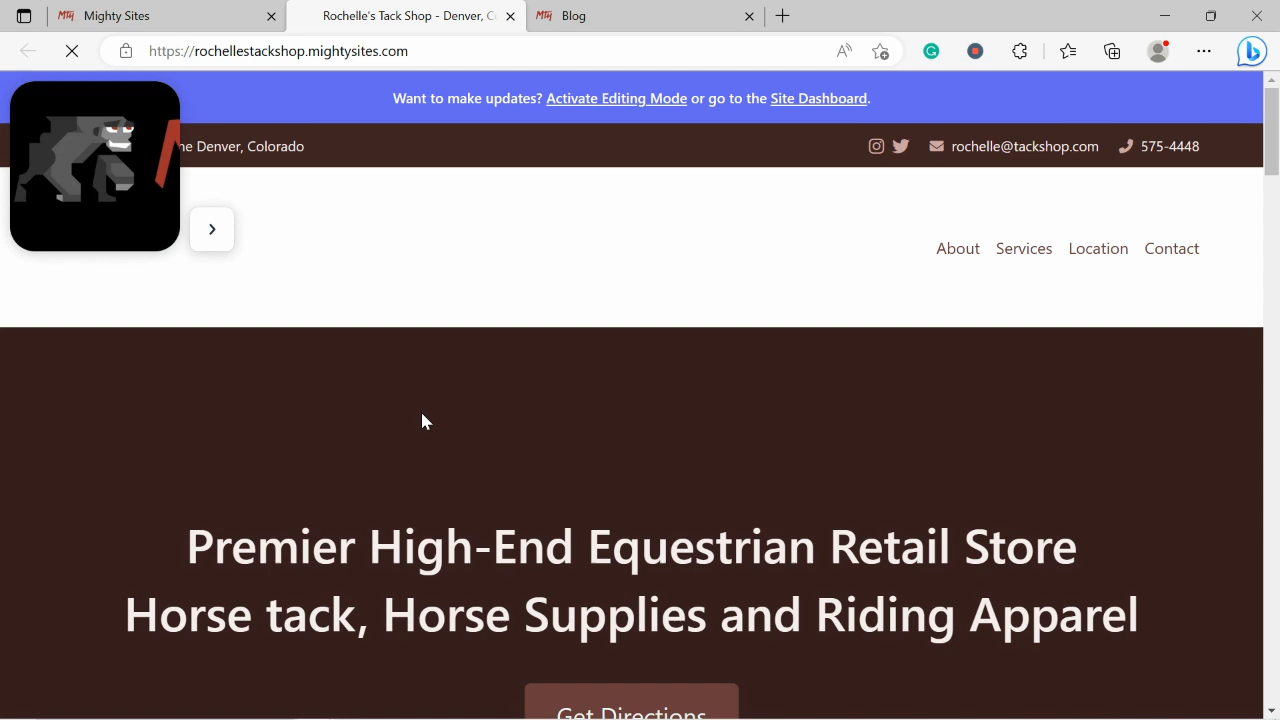 Mighty Sites
Rochelle's Tack Shop - Denver, C
Blog
https://rochellestackshop.mightysites.com
Want to make updates? Activate Editing Mode or go to the Site Dashboard.
ne Denver, Colorado
rochelle@tackshop.com
575-4448
About Services Location Contact
Premier High-End Equestrian Retail Store
Horse tack, Horse Supplies and Riding Apparel
Get Directions